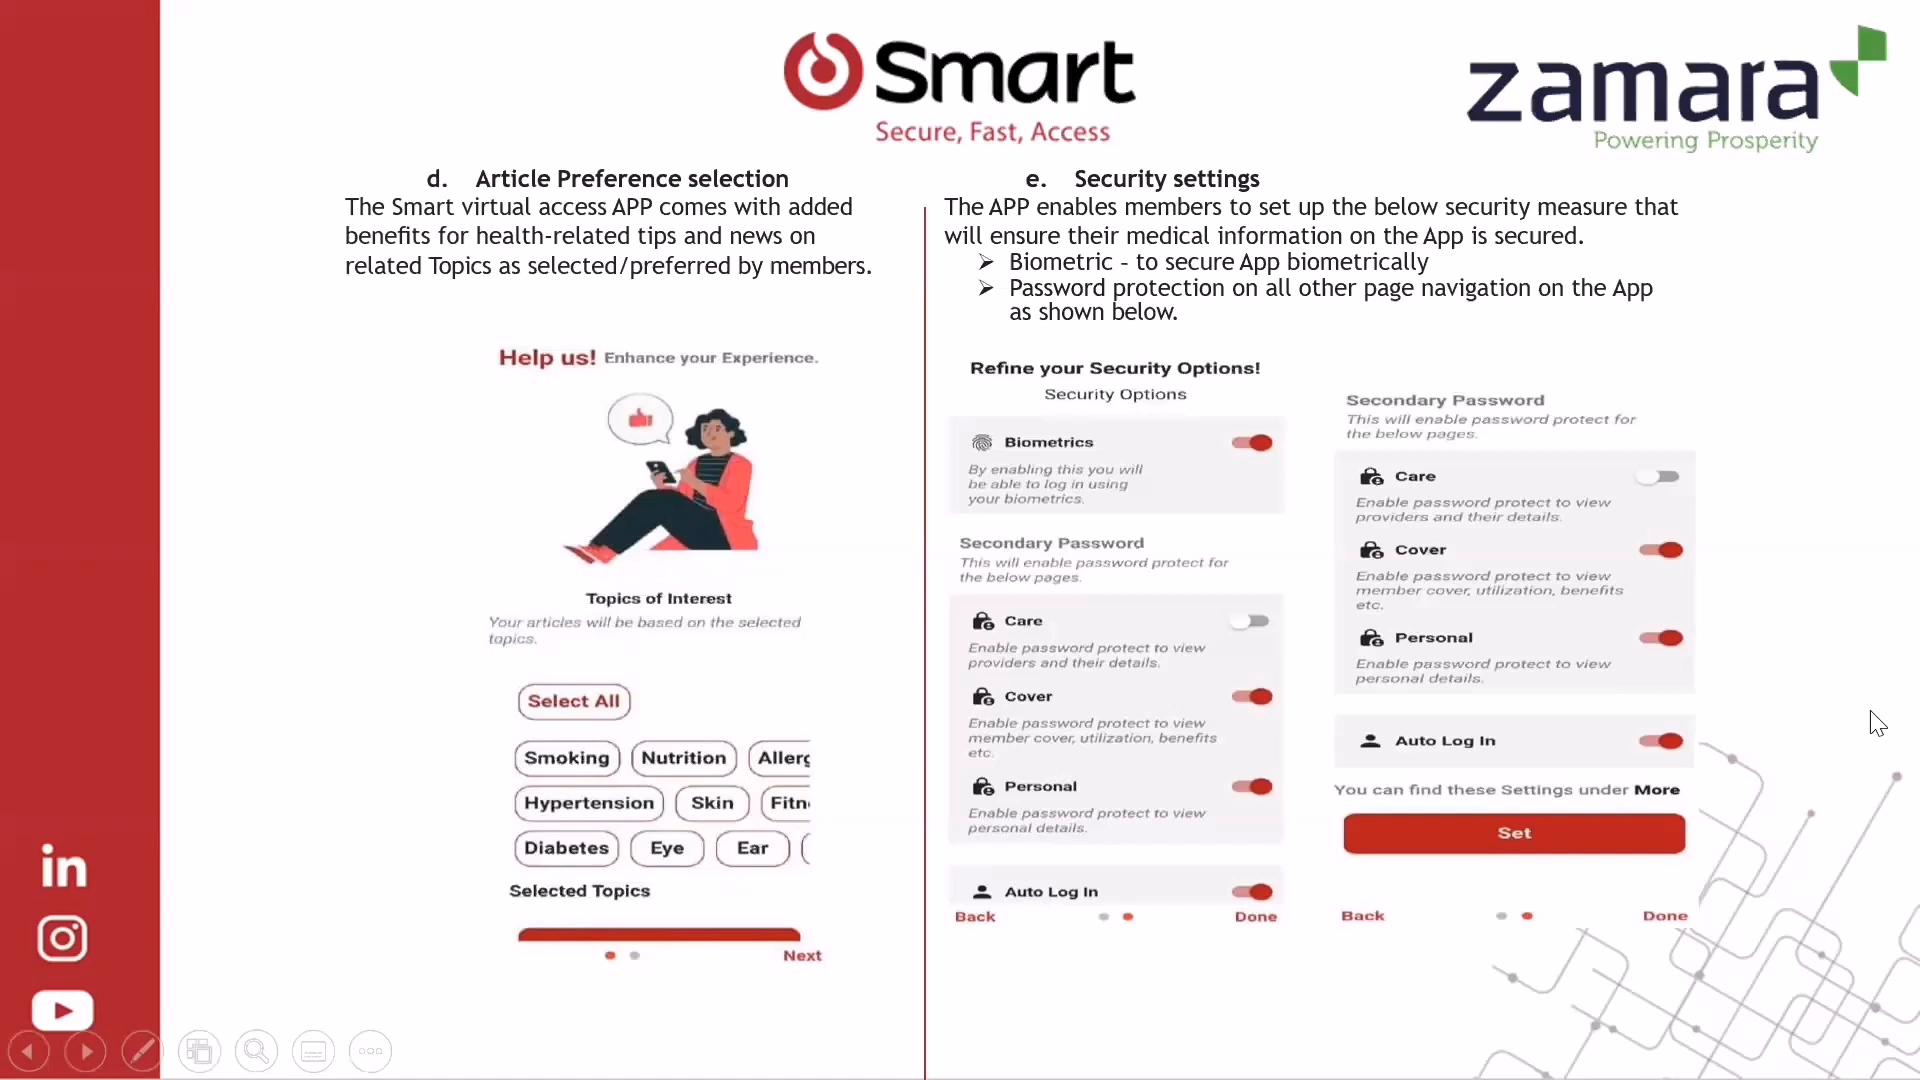 Smart
Secure, Fast, Access
zamara
Powering Prosperity
d. Article Preference selection
The Smart virtual access APP comes with added
benefits for health-related tips and news on
related Topics as selected/preferred by members.
Help us! Enhance your Experience.
Topics of Interest
Your articles will be based on the selected
topics.
Select All
Smoking Nutrition Allerg
Hypertension Skin Fitn
Diabetes Eye Ear
Selected Topics
Next
e. Security settings
The APP enables members to set up the below security measure that
will ensure their medical information on the App is secured.
➢ Biometric - to secure App biometrically
➢ Password protection on all other page navigation on the App
as shown below.
Refine your Security Options!
Security Options
Biometrics
By enabling this you will
be able to log in using
your biometrics.
Secondary Password
This will enable password protect for
the below pages.
Care
Enable password protect to view
providers and their details.
Cover
Enable password protect to view
member cover, utilization, benefits
etc.
Personal
Enable password protect to view
personal details.
Auto Log In
Back Done
Secondary Password
This will enable password protect for
the below pages.
Care
Enable password protect to view
providers and their details.
Cover
Enable password protect to view
member cover, utilization, benefits
etc.
Personal
Enable password protect to view
personal details.
Auto Log In
You can find these Settings under More
Set
Back Done
in